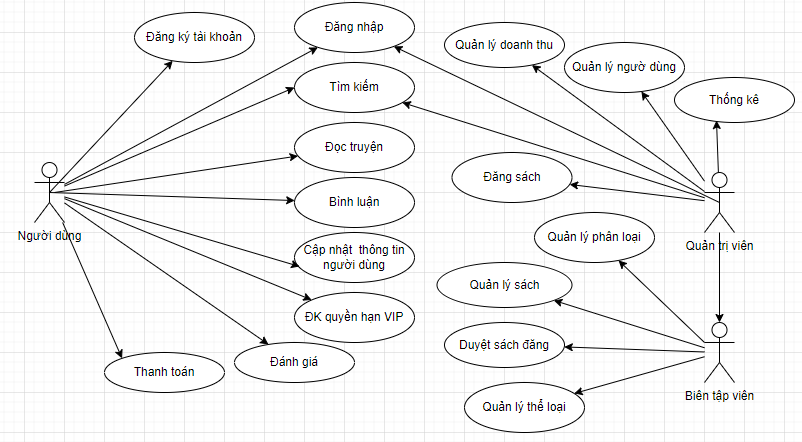 Đăng ký tài khoản
Đăng nhập
Quản lý doanh thu
Quản lý ngườ dùng
Tìm kiếm
Thống kê
Đọc truyện
Đăng sách
Bình luận
Người dùng
Quản trị viên
Quản lý phân loại
Cập nhật thông tin
người dùng
Quản lý sách
ĐK quyền hạn VIP
Duyệt sách đăng
Đánh giá
Thanh toán
Biên tập viên
Quản lý thể loại